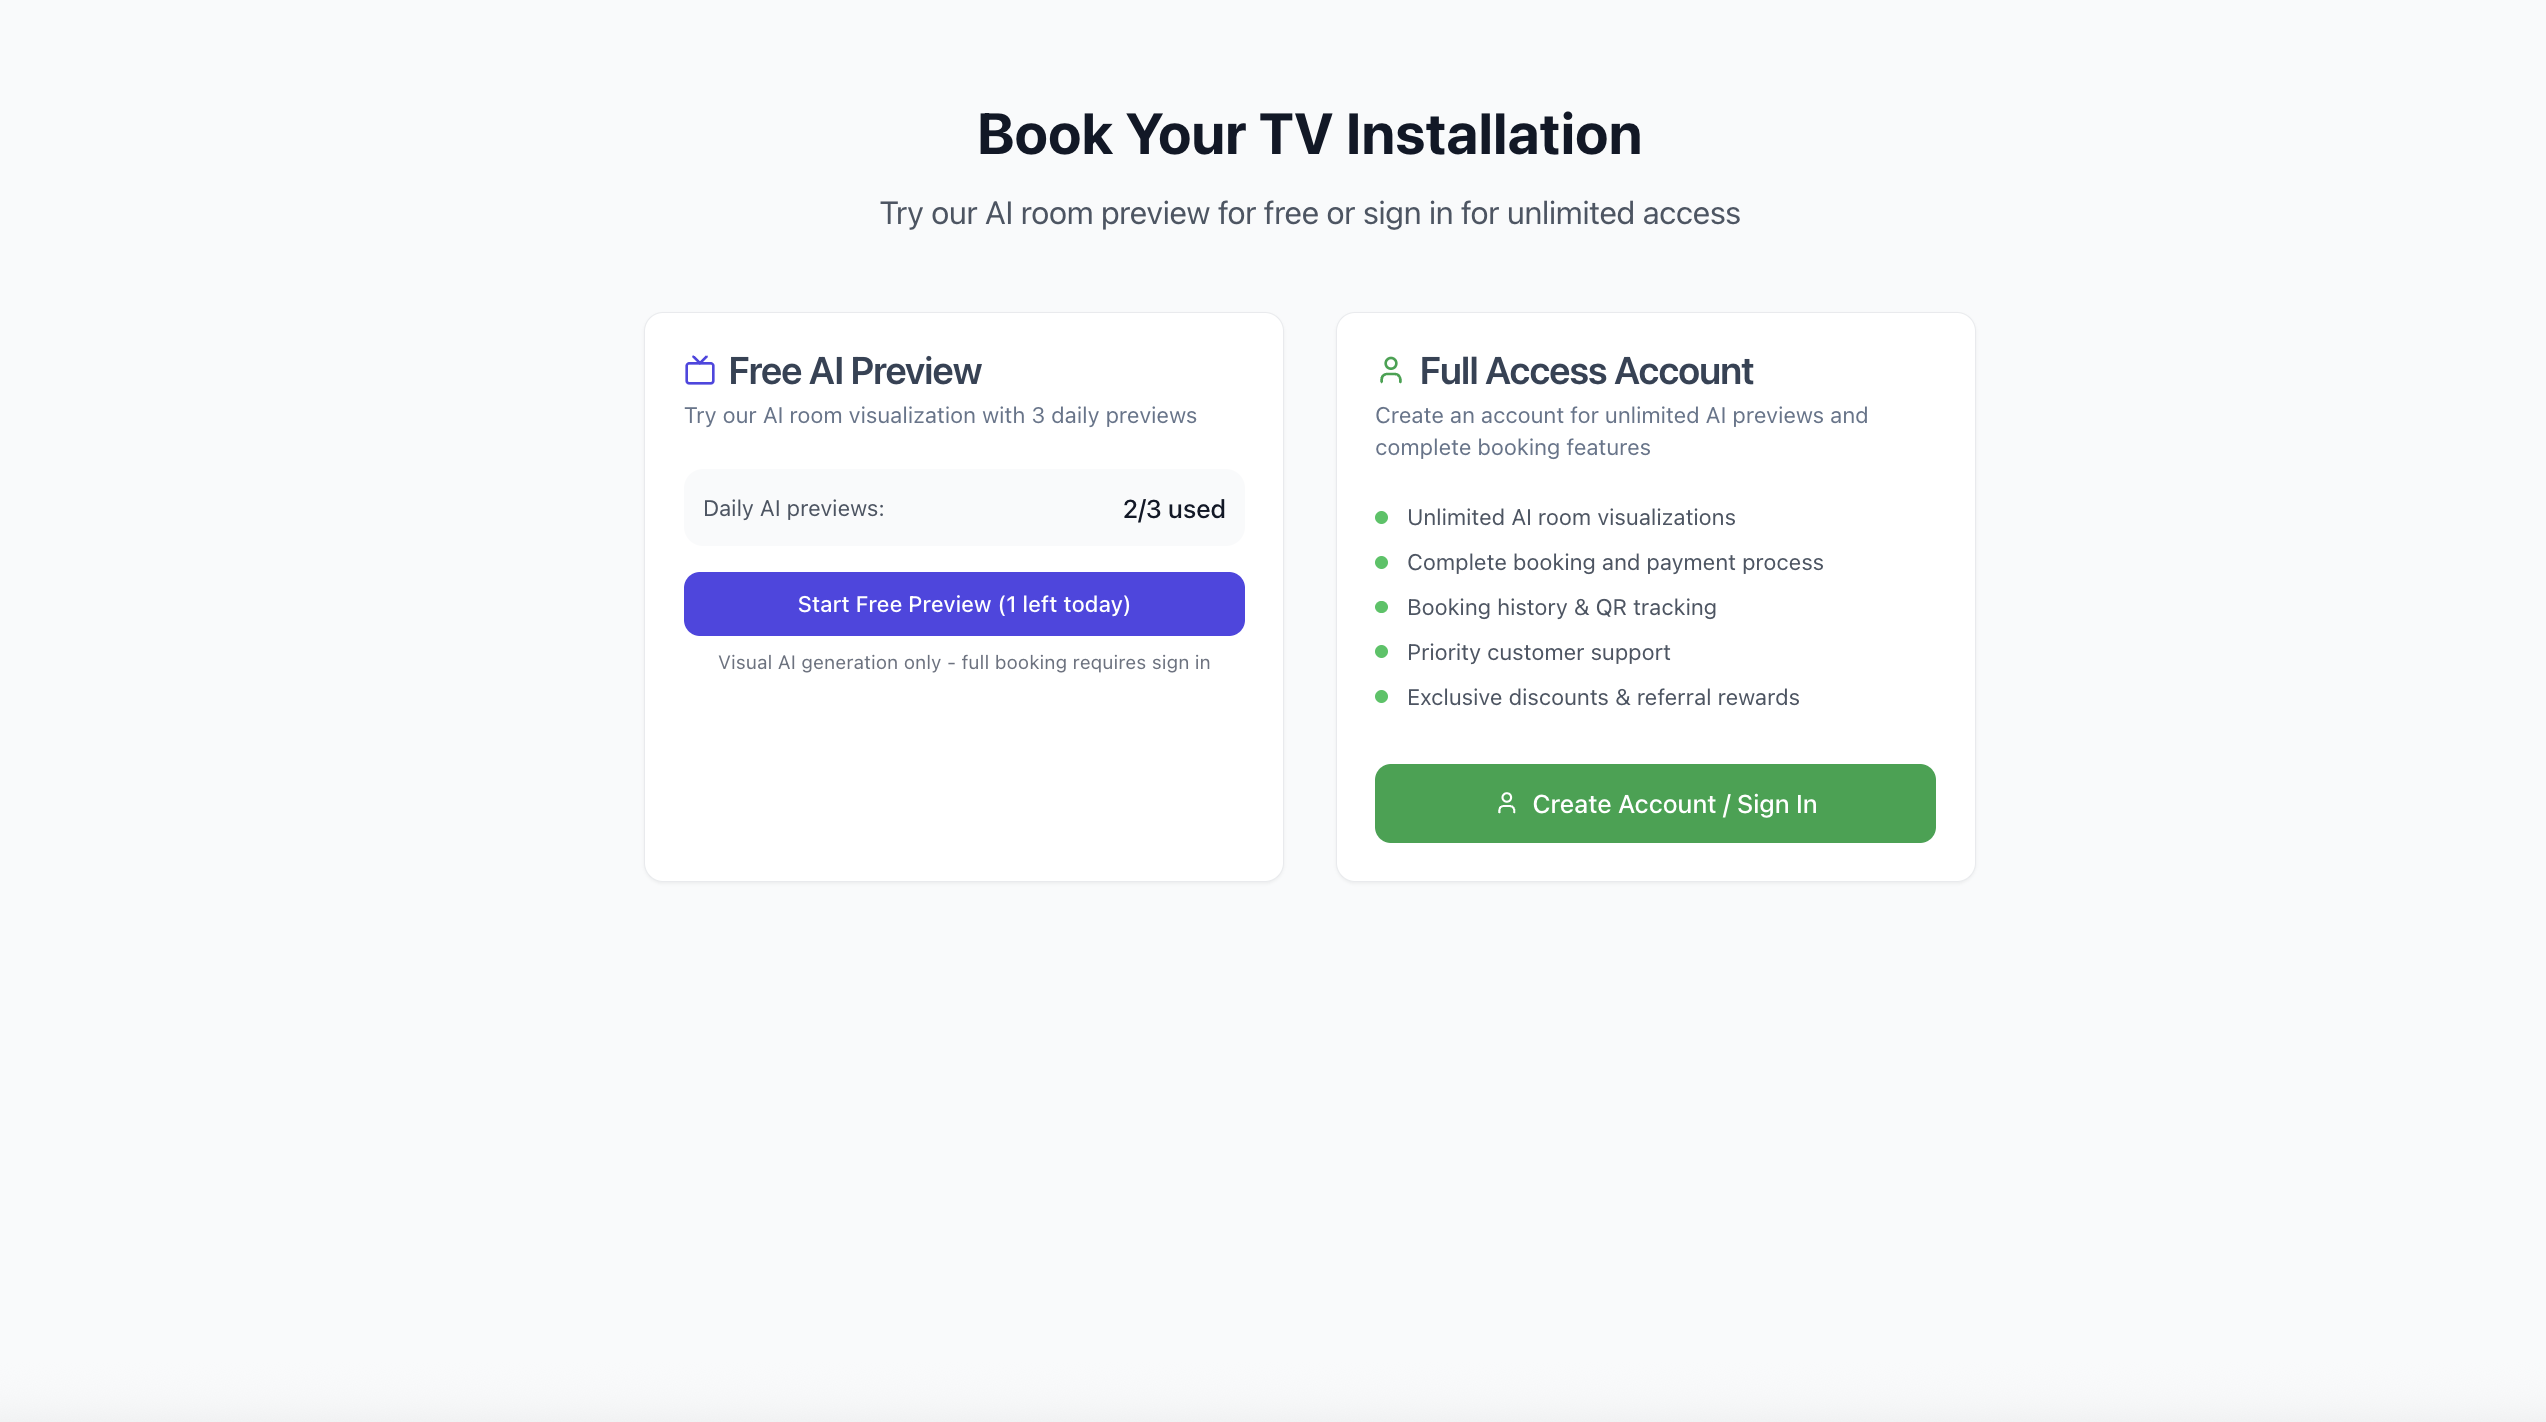 Book Your TV Installation
Try our AI room preview for free or sign in for unlimited access
Free AI Preview
Try our AI room visualization with 3 daily previews
Daily AI previews: 2/3 used
Start Free Preview (1 left today)
Visual AI generation only - full booking requires sign in
Full Access Account
Create an account for unlimited AI previews and
complete booking features
Unlimited AI room visualizations
Complete booking and payment process
Booking history & QR tracking
Priority customer support
Exclusive discounts & referral rewards
Create Account / Sign In